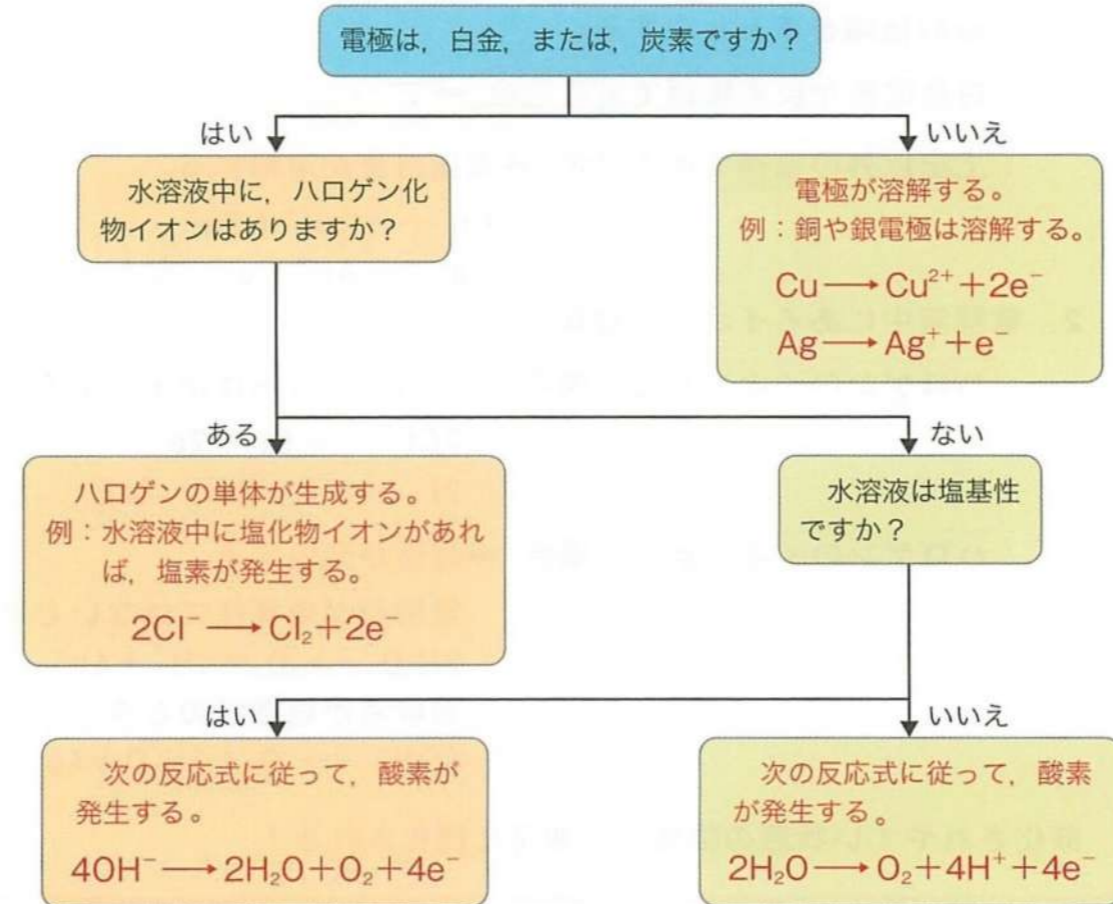 電極は，白金，または，炭素ですか？
はい
いいえ
水溶液中に，ハロゲン化
物イオンはありますか？
電極が溶解する。
例：銅や銀電極は溶解する。
Cu⟶Cu²⁺＋2e⁻
Ag⟶Ag⁺＋e⁻
ある
ない
ハロゲンの単体が生成する。
例：水溶液中に塩化物イオンがあれ
ば，塩素が発生する。
2Cl⁻⟶Cl₂＋2e⁻
水溶液は塩基性
ですか？
はい
いいえ
次の反応式に従って，酸素が
発生する。
4OH⁻⟶2H₂O＋O₂＋4e⁻
次の反応式に従って，酸素
が発生する。
2H₂O⟶O₂＋4H⁺＋4e⁻